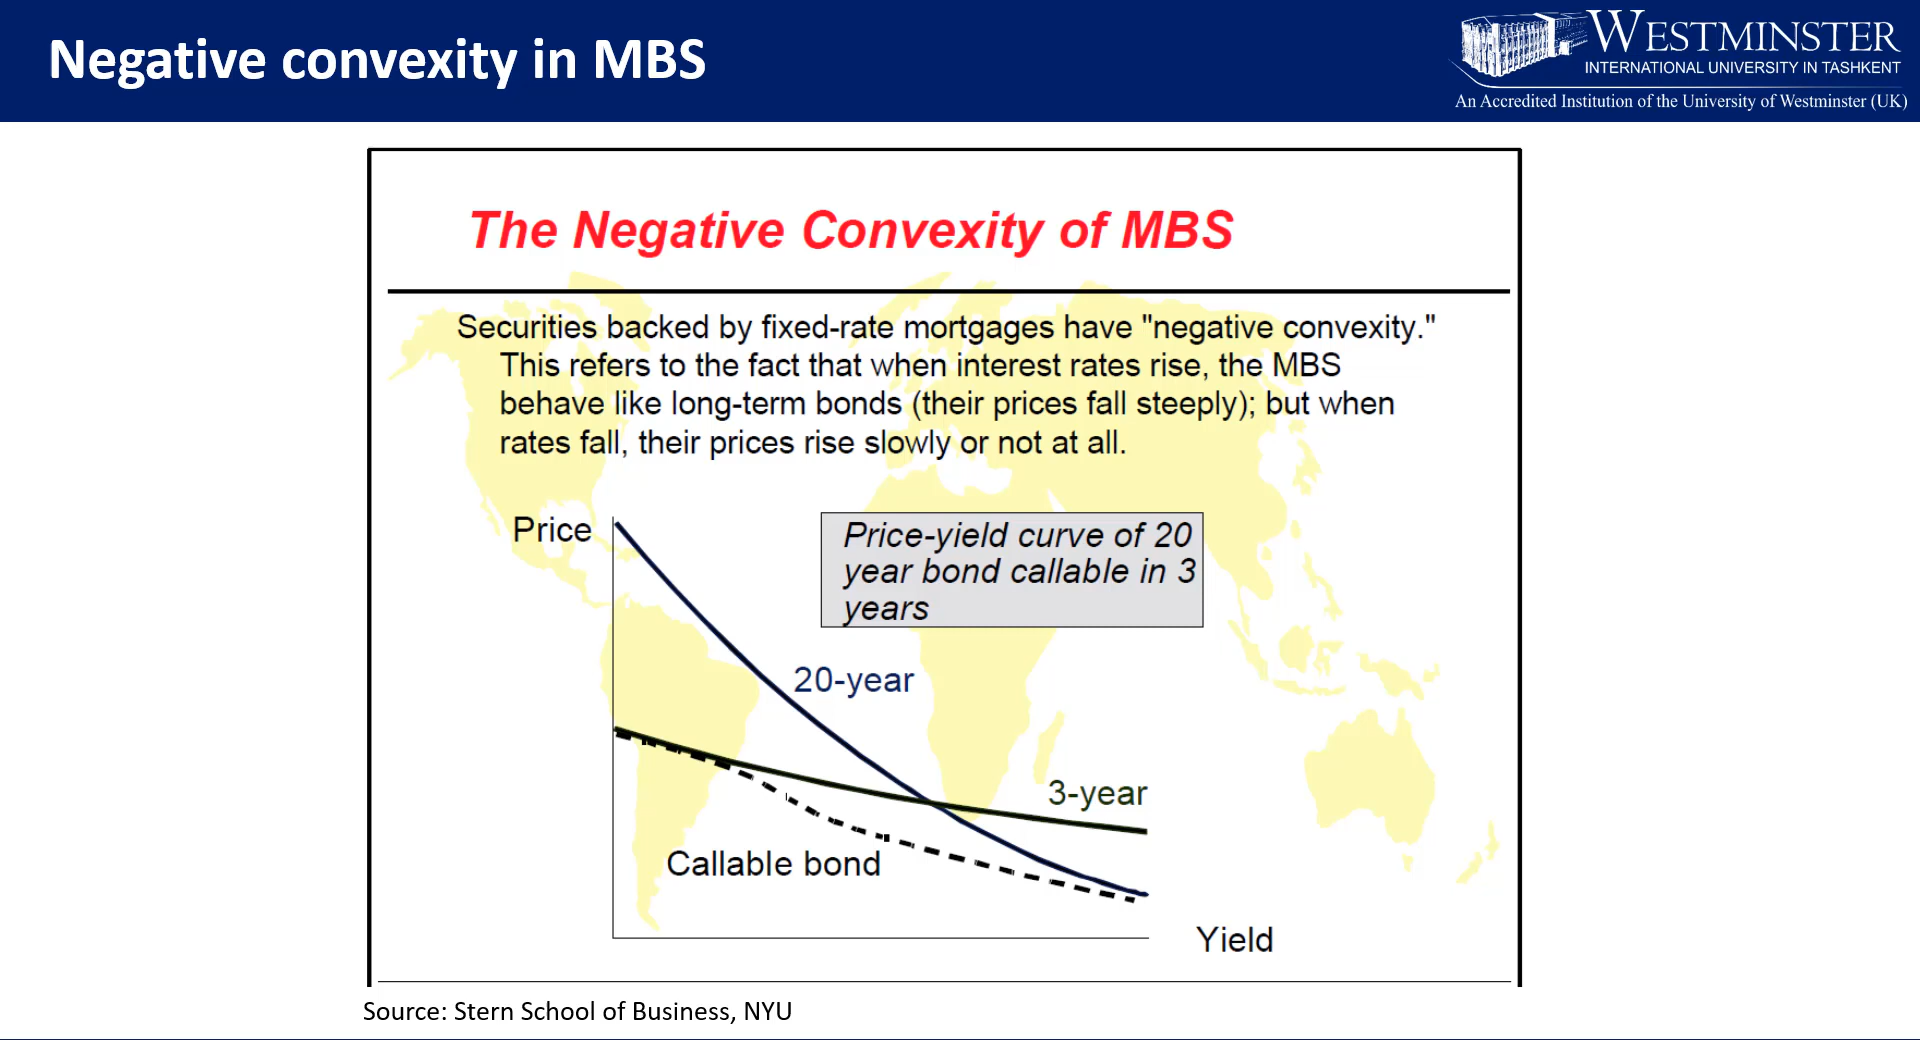 Negative convexity in MBS
WESTMINSTER
INTERNATIONAL UNIVERSITY IN TASHKENT
An Accredited Institution of the University of Westminster (UK)
The Negative Convexity of MBS
Securities backed by fixed-rate mortgages have "negative convexity."
This refers to the fact that when interest rates rise, the MBS
behave like long-term bonds (their prices fall steeply); but when
rates fall, their prices rise slowly or not at all.
Price
Price-yield curve of 20
year bond callable in 3
years
20-year
3-year
Callable bond
Yield
Source: Stern School of Business, NYU